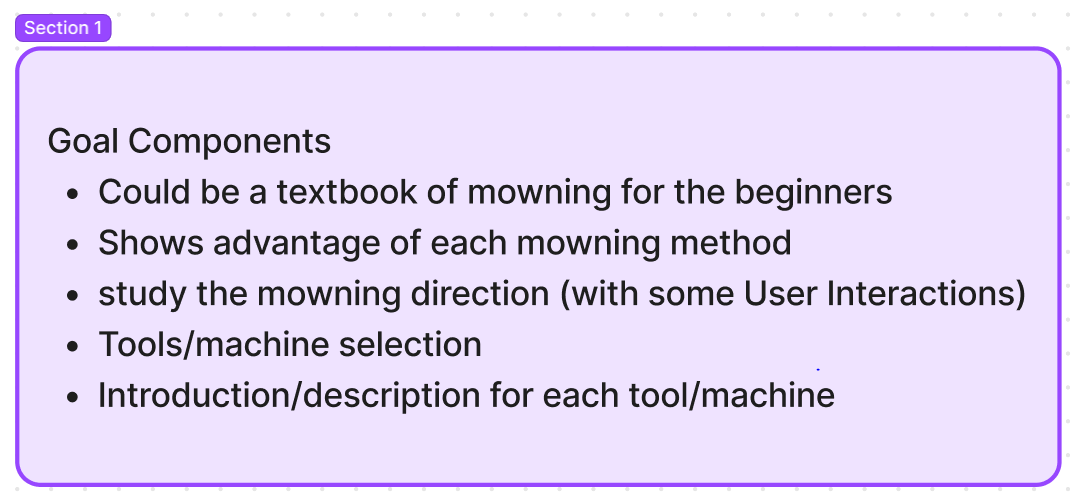 Section 1
Goal Components
• Could be a textbook of mowning for the beginners
• Shows advantage of each mowning method
• study the mowning direction (with some User Interactions)
• Tools/machine selection
• Introduction/description for each tool/machine